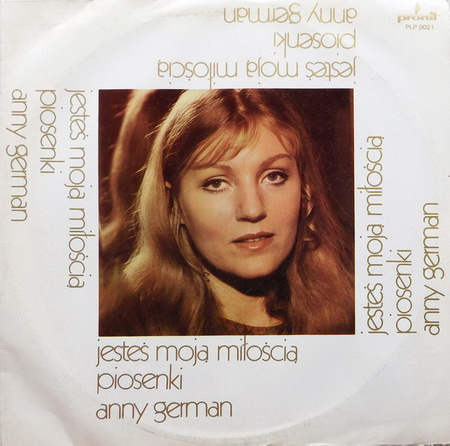 pronit
PLP 0021
jesteś moją miłością
piosenki
anny german
jesteś moją miłością
piosenki
anny german
jesteś moją miłością
piosenki
anny german
jesteś moją miłością
piosenki
anny german